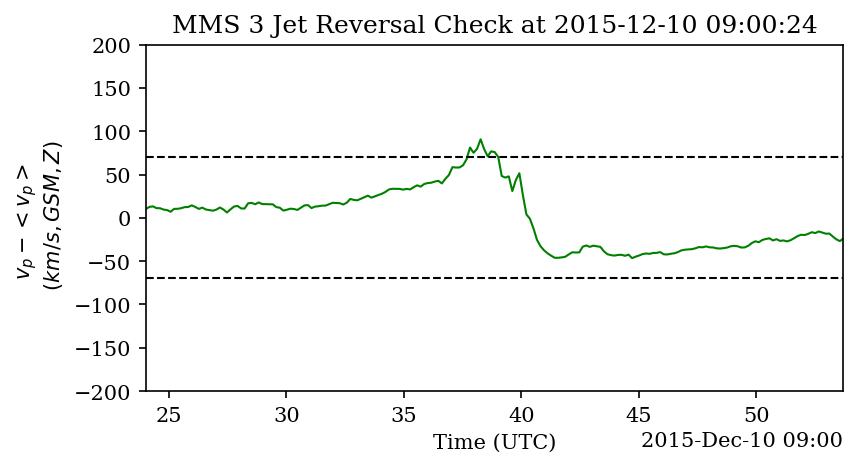 MMS 3 Jet Reversal Check at 2015-12-10 09:00:24
200
150
100
50
0
−50
−100
−150
−200
v_p − < v_p >
(km/s, GSM, Z)
25 30 35 40 45 50
Time (UTC)
2015-Dec-10 09:00